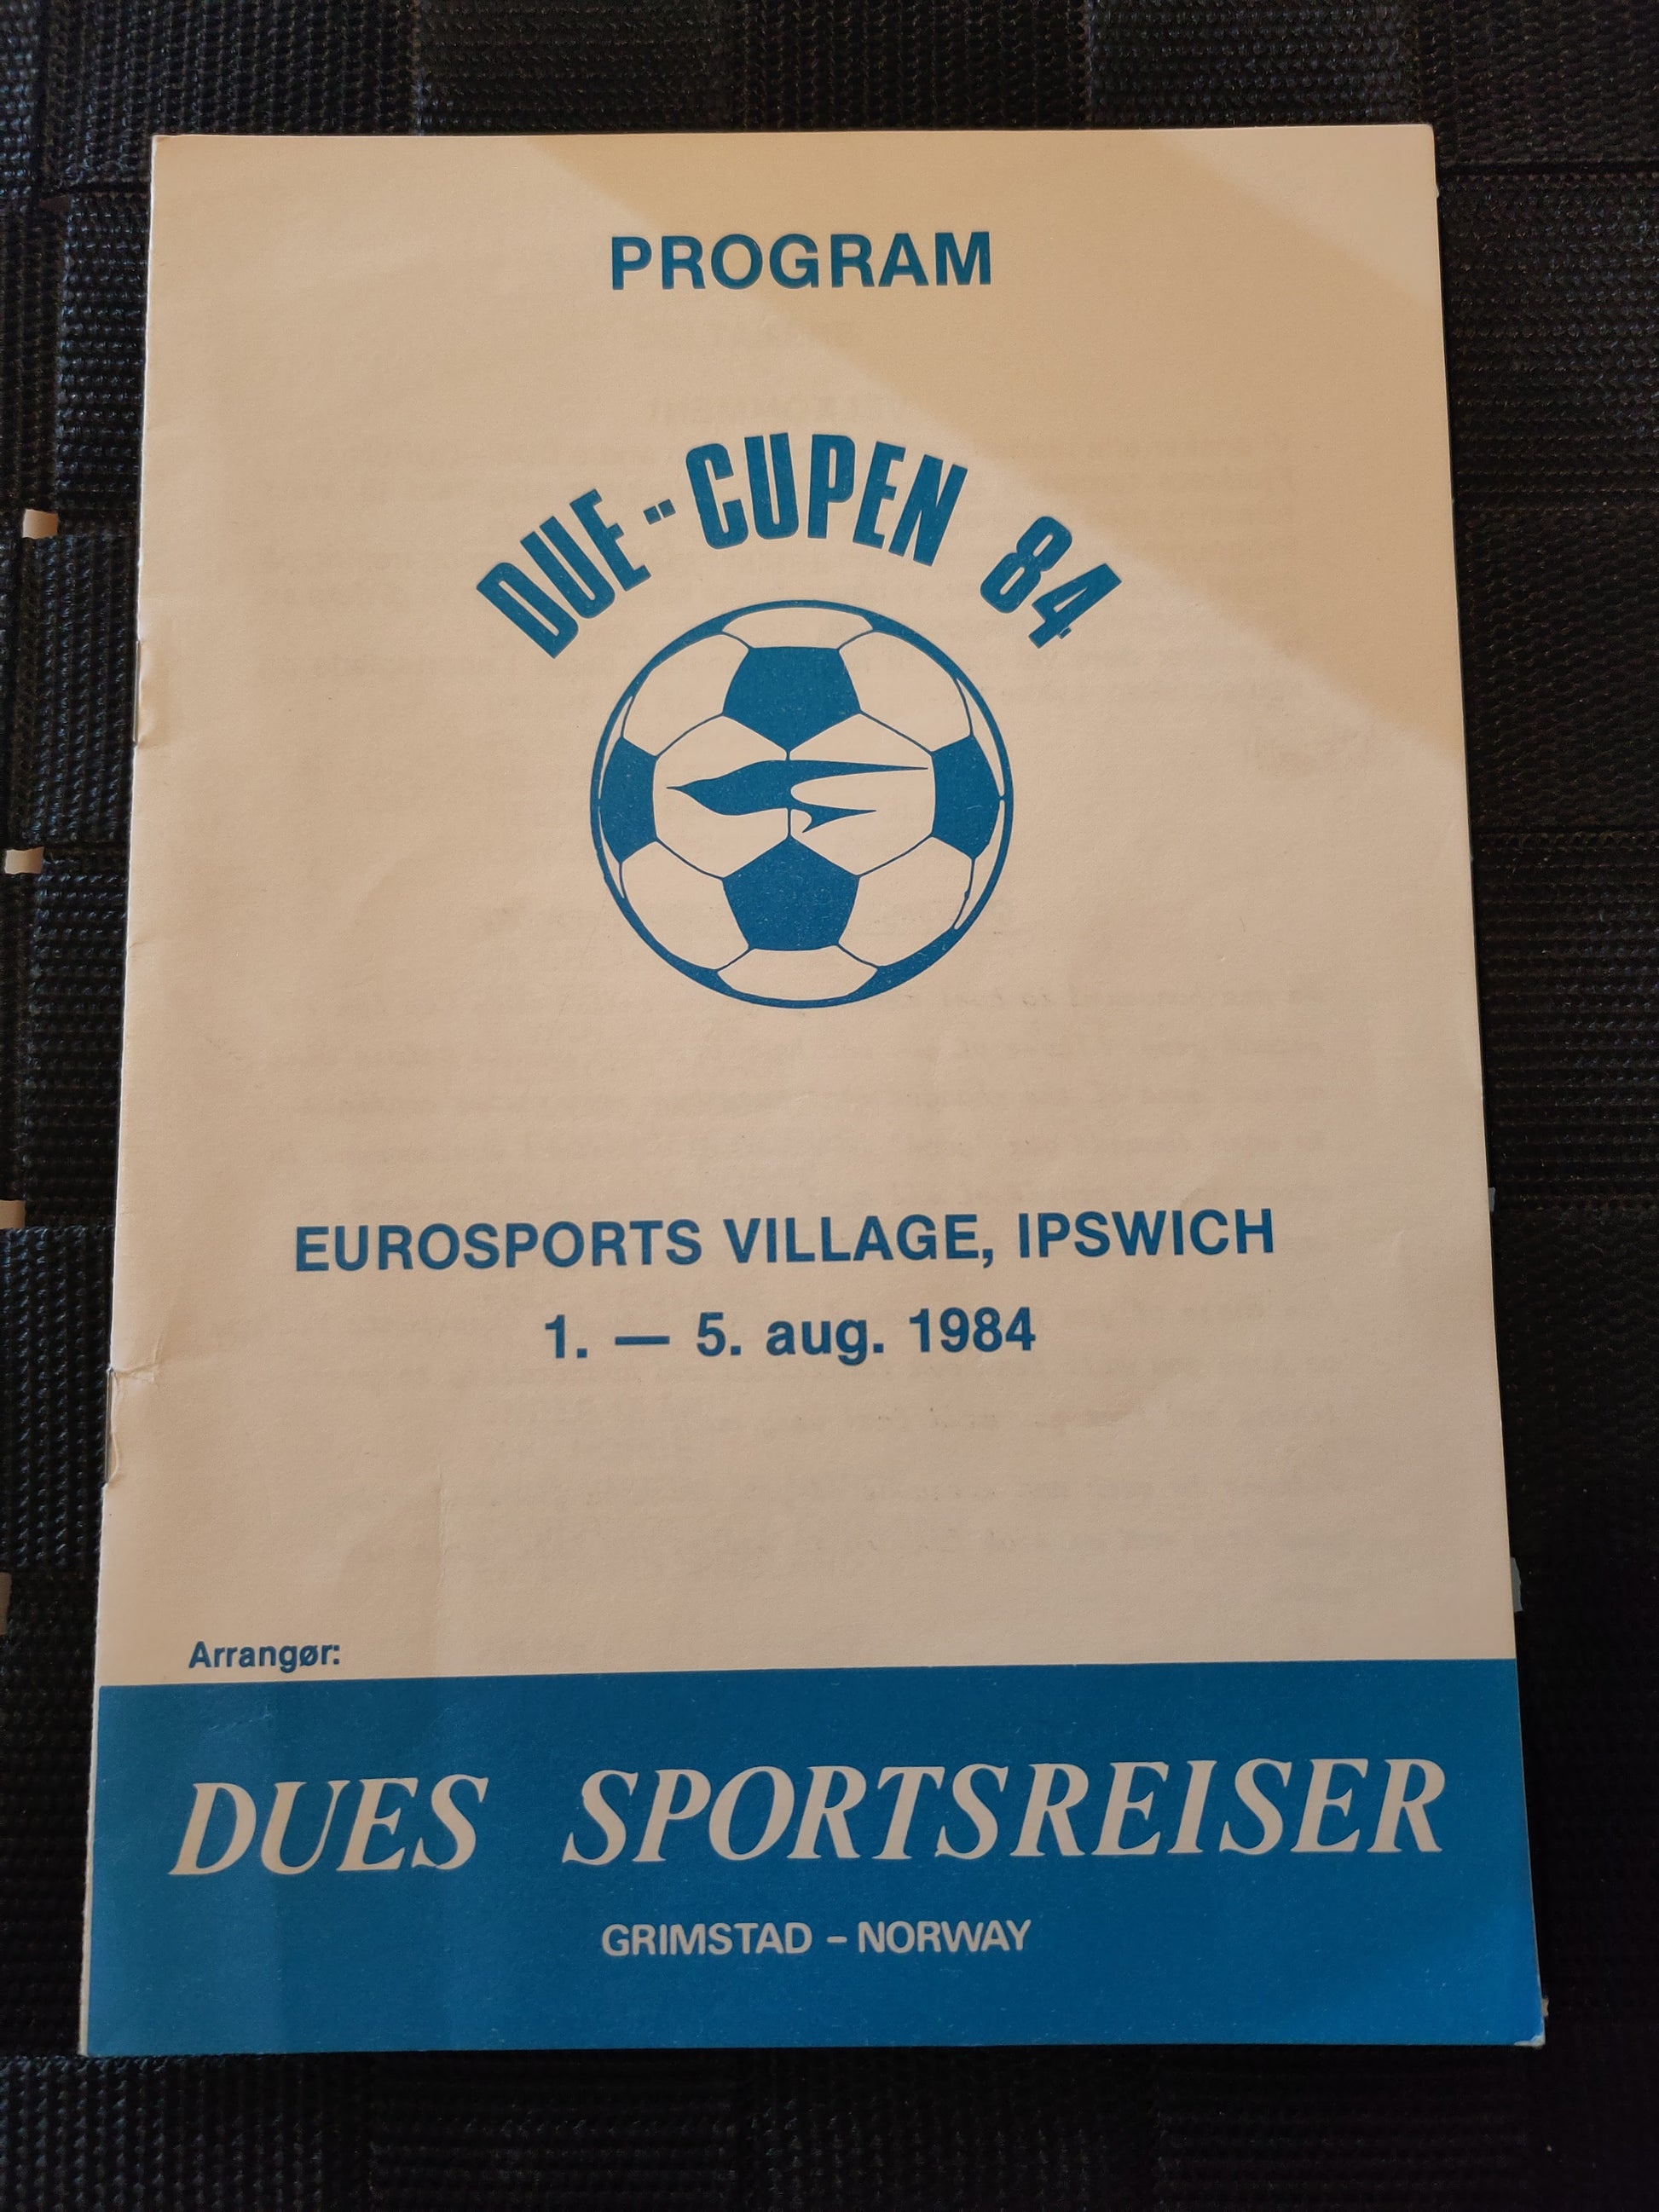 PROGRAM
DUE-CUPEN 84
EUROSPORTS VILLAGE, IPSWICH
1. — 5. aug. 1984
Arrangør:
DUES SPORTSREISER
GRIMSTAD - NORWAY